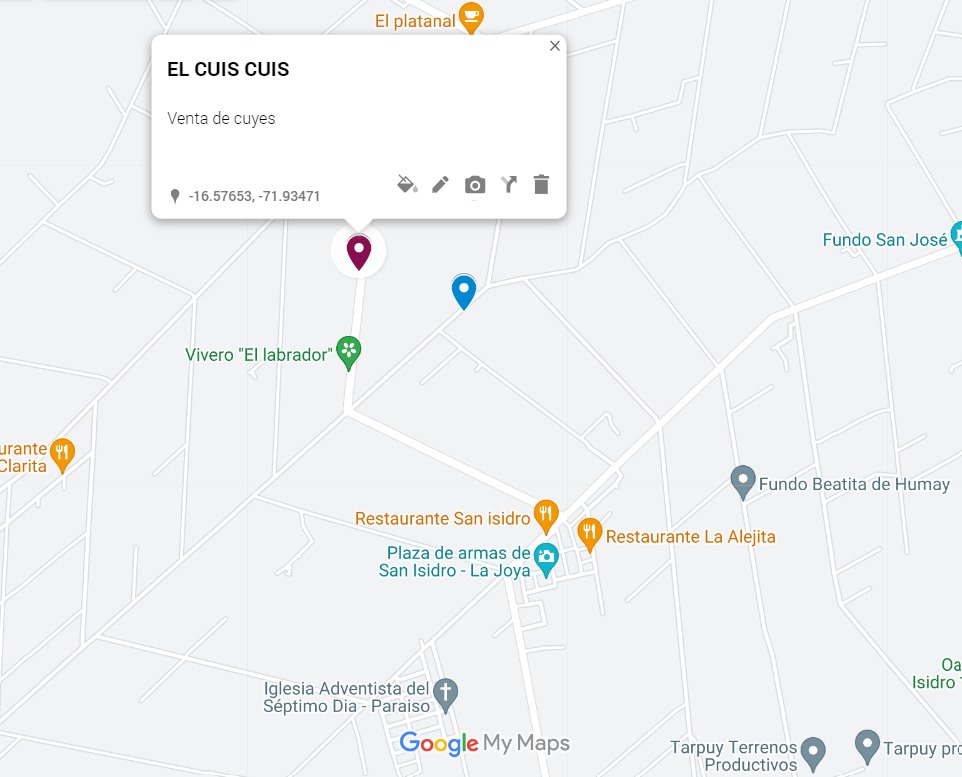 El platanal
EL CUIS CUIS
Venta de cuyes
-16.57653, -71.93471
Fundo San José
Vivero "El labrador"
urante
Clarita
Fundo Beatita de Humay
Restaurante San isidro
Restaurante La Alejita
Plaza de armas de
San Isidro - La Joya
Oa
Isidro
Iglesia Adventista del
Séptimo Dia - Paraiso
Google My Maps
Tarpuy Terrenos
Productivos
Tarpuy pro